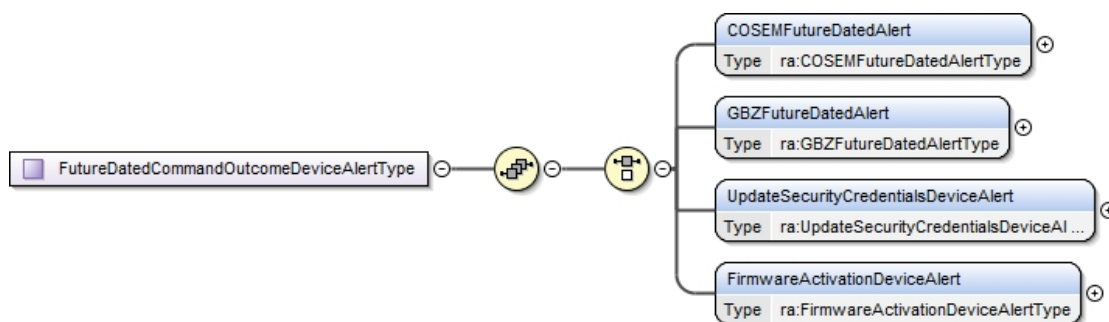 COSEMFutureDatedAlert
Type ra:COSEMFutureDatedAlertType
GBZFutureDatedAlert
Type ra:GBZFutureDatedAlertType
FutureDatedCommandOutcomeDeviceAlertType
UpdateSecurityCredentialsDeviceAlert
Type ra:UpdateSecurityCredentialsDeviceAl ...
FirmwareActivationDeviceAlert
Type ra:FirmwareActivationDeviceAlertType